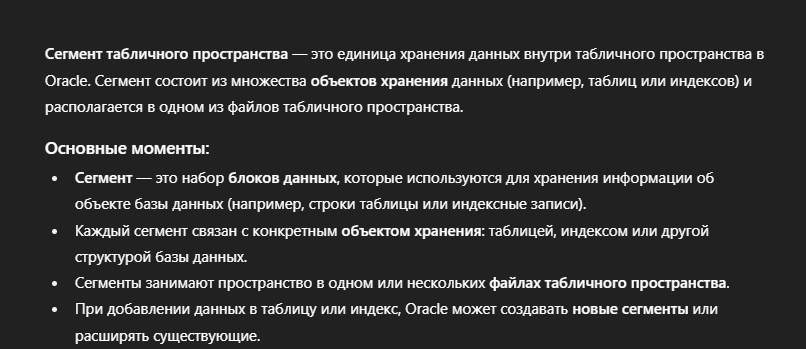 Сегмент табличного пространства — это единица хранения данных внутри табличного пространства в
Oracle. Сегмент состоит из множества объектов хранения данных (например, таблиц или индексов) и
располагается в одном из файлов табличного пространства.
Основные моменты:
• Сегмент — это набор блоков данных, которые используются для хранения информации об
объекте базы данных (например, строки таблицы или индексные записи).
• Каждый сегмент связан с конкретным объектом хранения: таблицей, индексом или другой
структурой базы данных.
• Сегменты занимают пространство в одном или нескольких файлах табличного пространства.
• При добавлении данных в таблицу или индекс, Oracle может создавать новые сегменты или
расширять существующие.